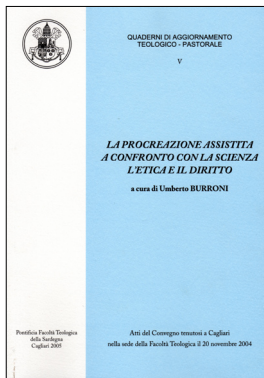 QUADERNI DI AGGIORNAMENTO
TEOLOGICO - PASTORALE
V
LA PROCREAZIONE ASSISTITA
A CONFRONTO CON LA SCIENZA
L'ETICA E IL DIRITTO
a cura di Umberto BURRONI
Pontificia Facoltà Teologica
della Sardegna
Cagliari 2005
Atti del Convegno tenutosi a Cagliari
nella sede della Facoltà Teologica il 20 novembre 2004